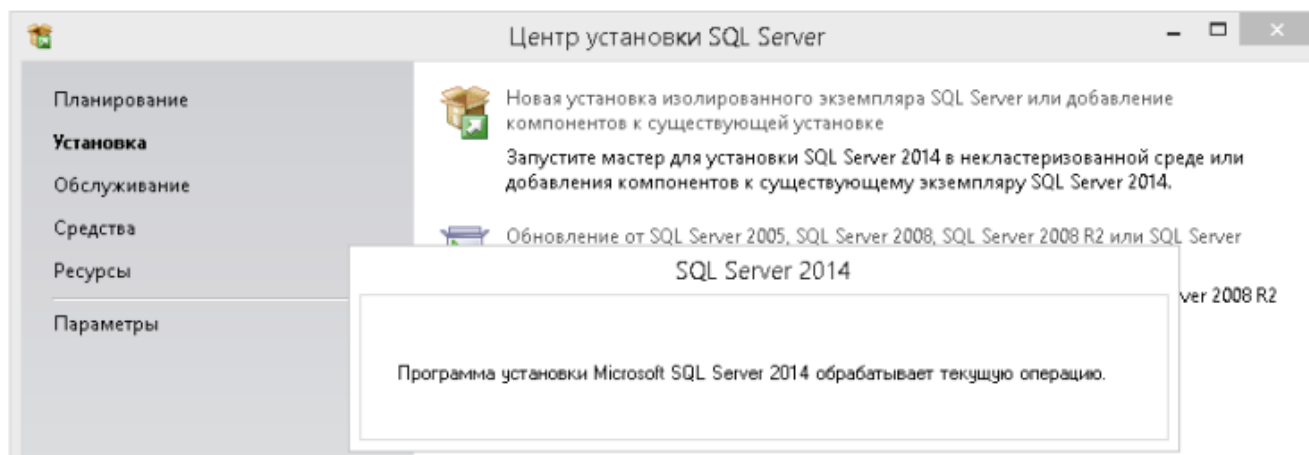 Центр установки SQL Server
Планирование
Установка
Обслуживание
Средства
Ресурсы
Параметры
Новая установка изолированного экземпляра SQL Server или добавление
компонентов к существующей установке
Запустите мастер для установки SQL Server 2014 в некластеризованной среде или
добавления компонентов к существующему экземпляру SQL Server 2014.
Обновление от SQL Server 2005, SQL Server 2008, SQL Server 2008 R2 или SQL Server
ver 2008 R2
SQL Server 2014
Программа установки Microsoft SQL Server 2014 обрабатывает текущую операцию.